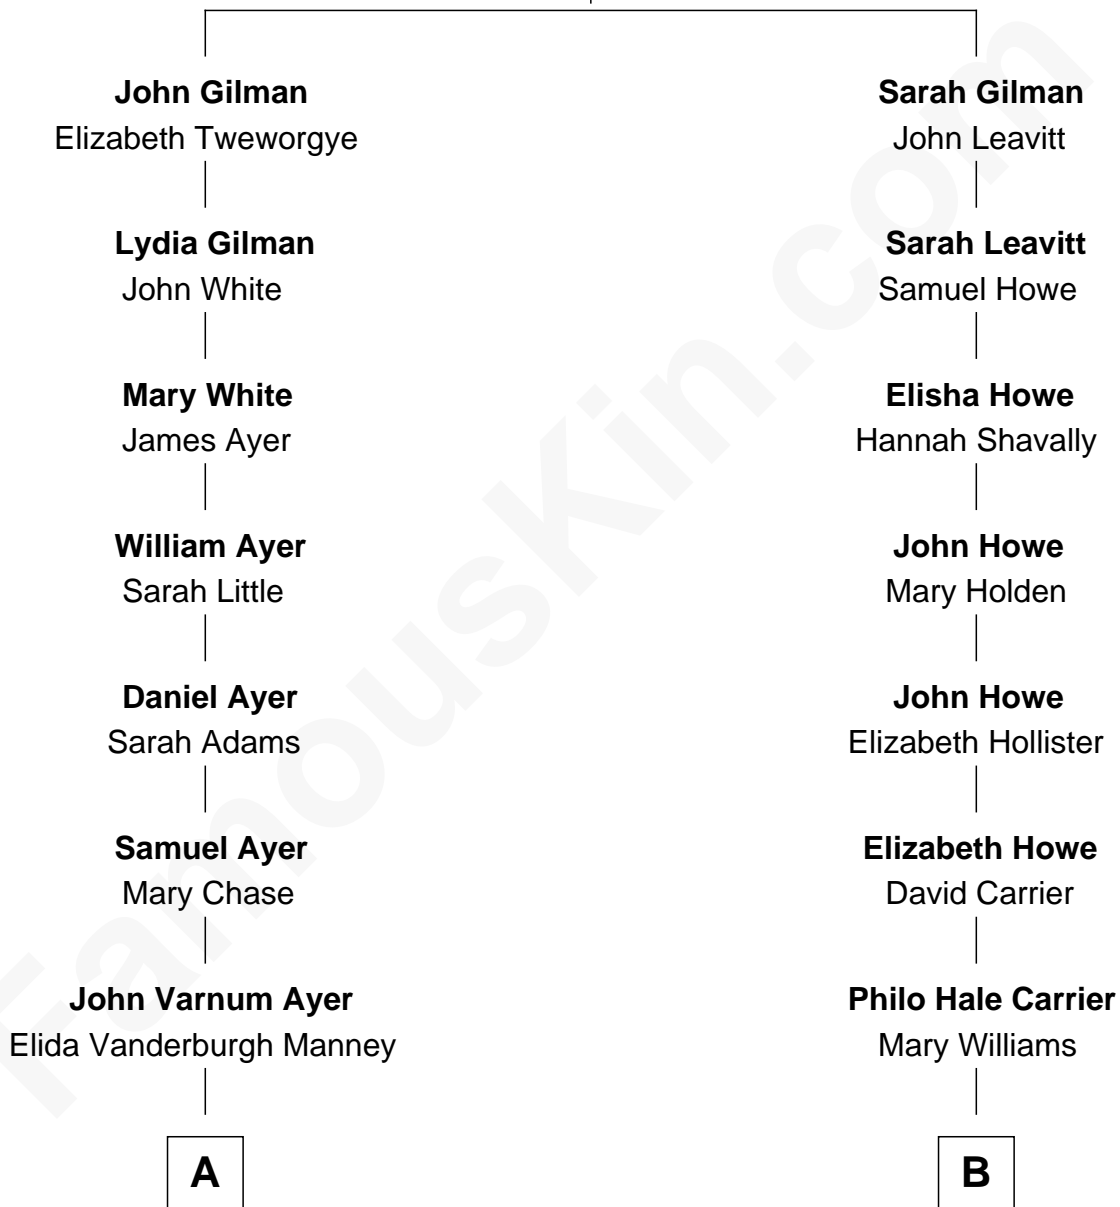 John Gilman
Elizabeth Tweworgye
Lydia Gilman
John White
Mary White
James Ayer
William Ayer
Sarah Little
Daniel Ayer
Sarah Adams
Samuel Ayer
Mary Chase
John Varnum Ayer
Elida Vanderburgh Manney
A
Sarah Gilman
John Leavitt
Sarah Leavitt
Samuel Howe
Elisha Howe
Hannah Shavally
John Howe
Mary Holden
John Howe
Elizabeth Hollister
Elizabeth Howe
David Carrier
Philo Hale Carrier
Mary Williams
B
FamousKin.com